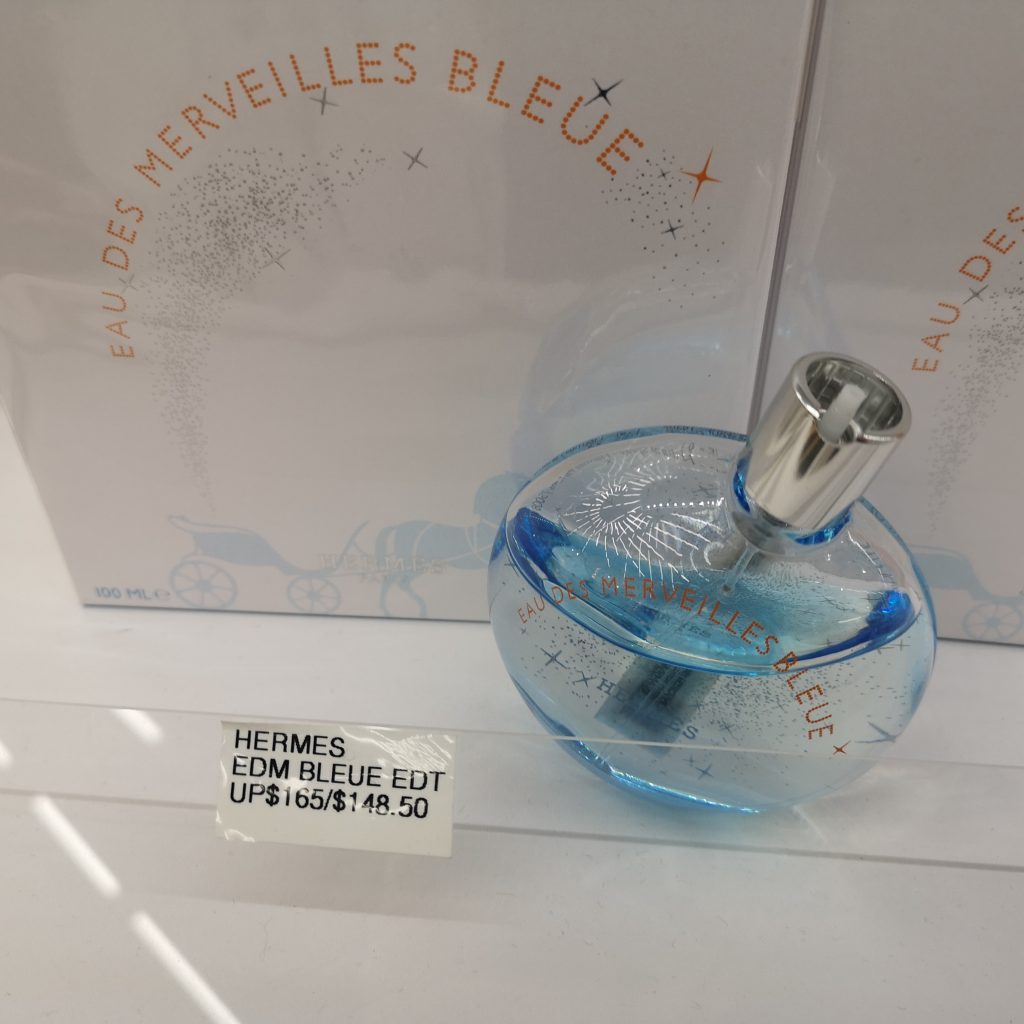 EAU DES MERVEILLES BLEUE
EAU DES
HERMES
100 ML e
EAU DES MERVEILLES BLEUE
HERMES
HERMES
EDM BLEUE EDT
UP$165/$148.50